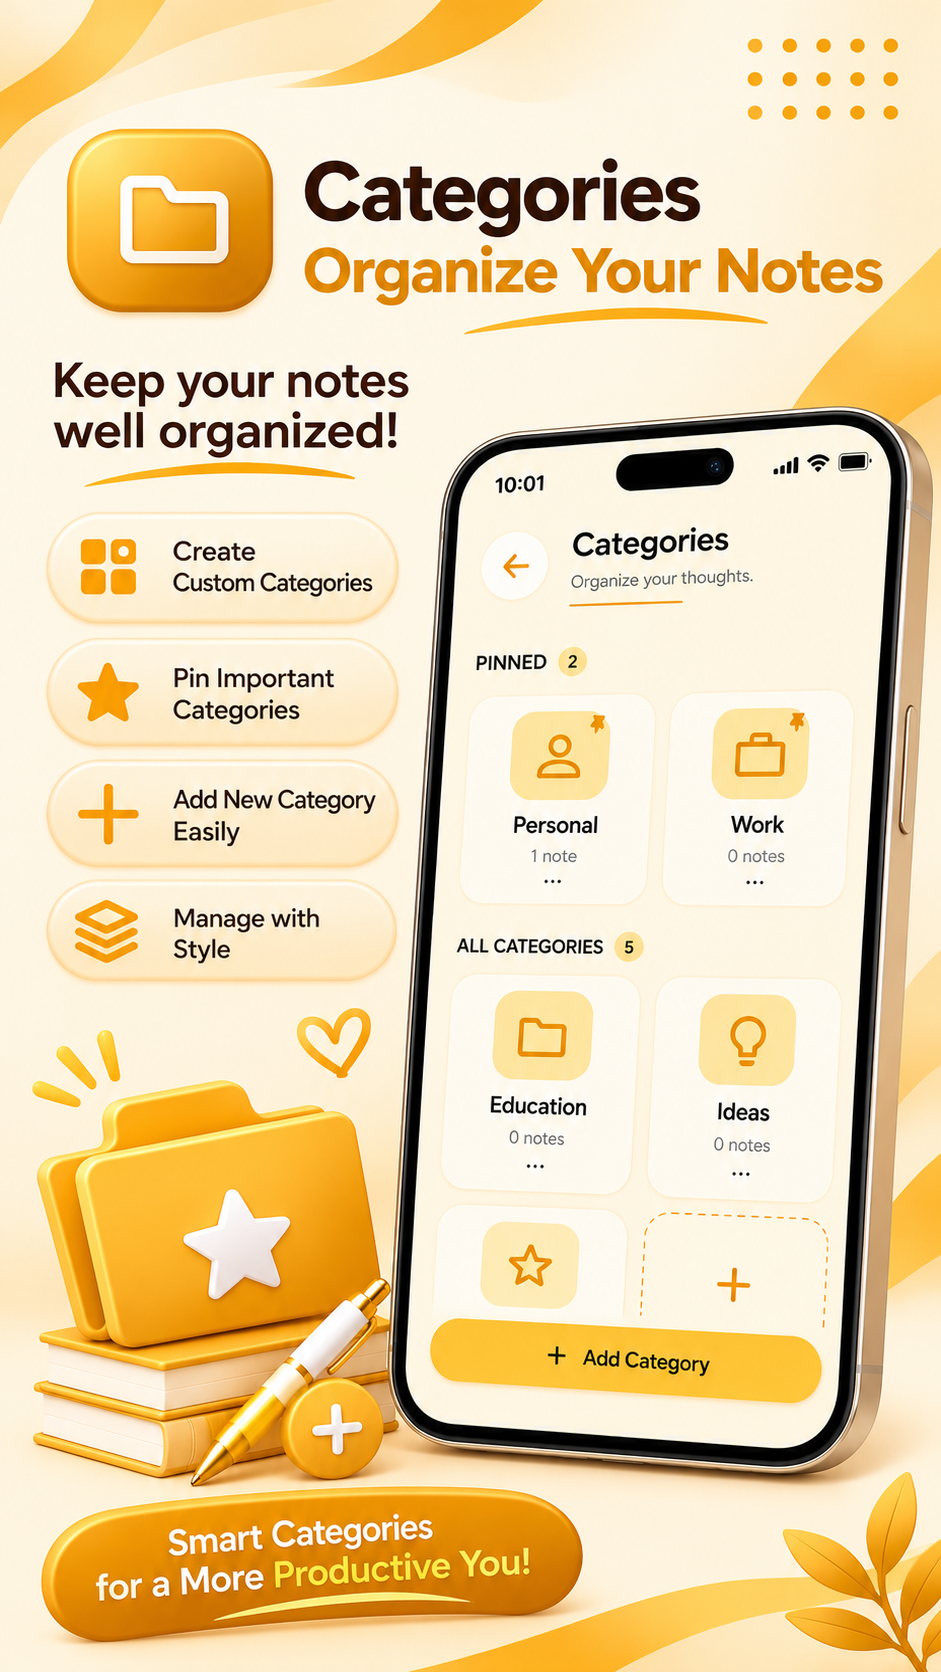 Categories
Organize Your Notes
Keep your notes
well organized!
Create
Custom Categories
Pin Important
Categories
Add New Category
Easily
Manage with
Style
10:01
Categories
Organize your thoughts.
PINNED 2
Personal
1 note
...
Work
0 notes
...
ALL CATEGORIES 5
Education
0 notes
...
Ideas
0 notes
...
+ Add Category
Smart Categories
for a More Productive You!